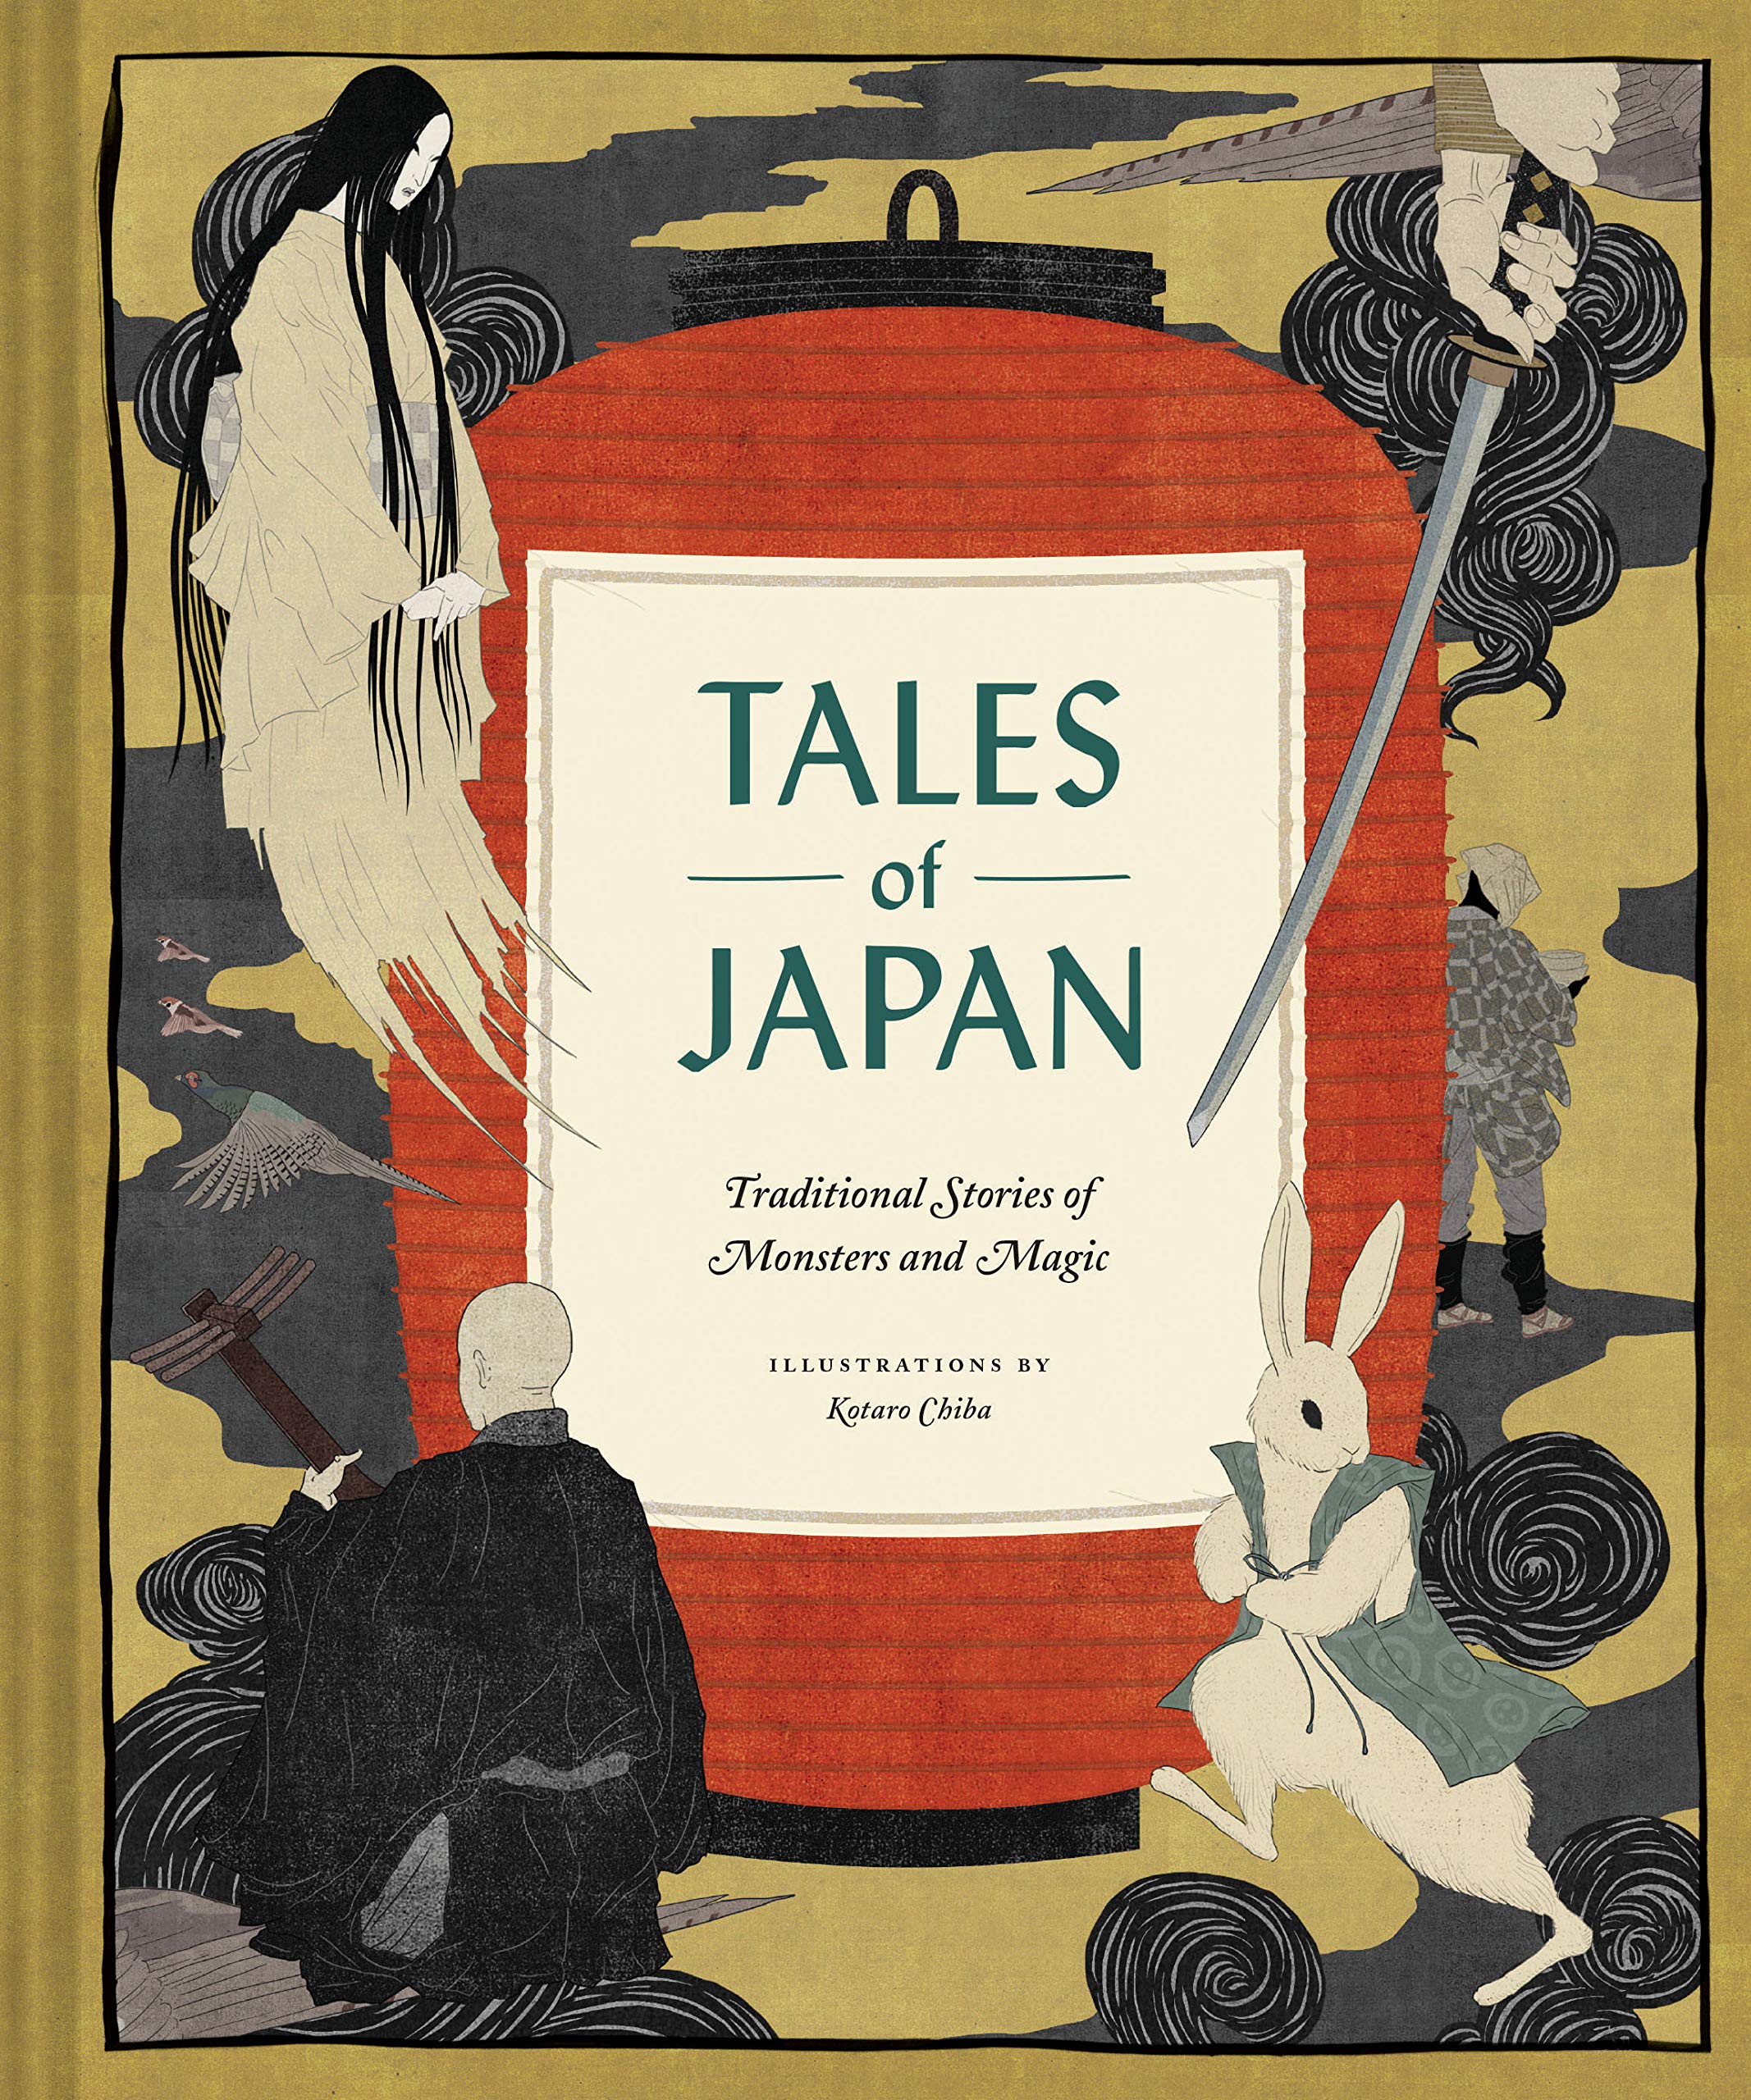 TALES
of
JAPAN
Traditional Stories of
Monsters and Magic
ILLUSTRATIONS BY
Kotaro Chiba